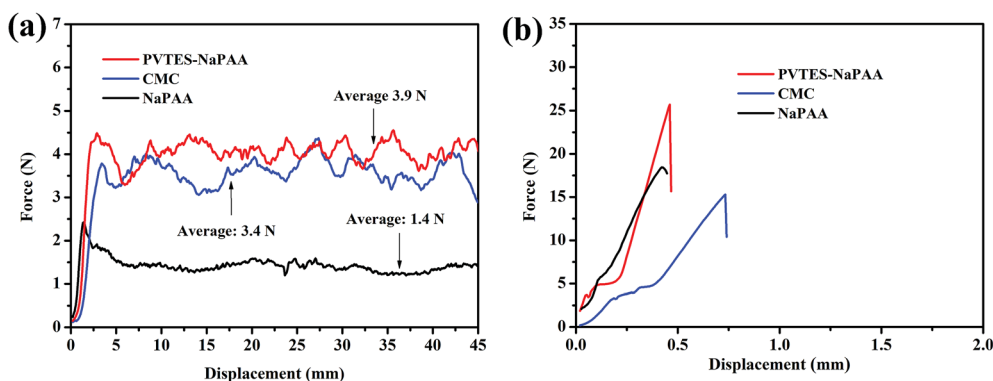 (a)
7
6
5
4
3
2
1
0
Force (N)
PVTES-NaPAA
CMC
NaPAA
Average 3.9 N
Average: 3.4 N
Average: 1.4 N
0 5 10 15 20 25 30 35 40 45
Displacement (mm)
(b)
35
30
25
20
15
10
5
0
Force (N)
PVTES-NaPAA
CMC
NaPAA
0.0 0.5 1.0 1.5 2.0
Displacement (mm)